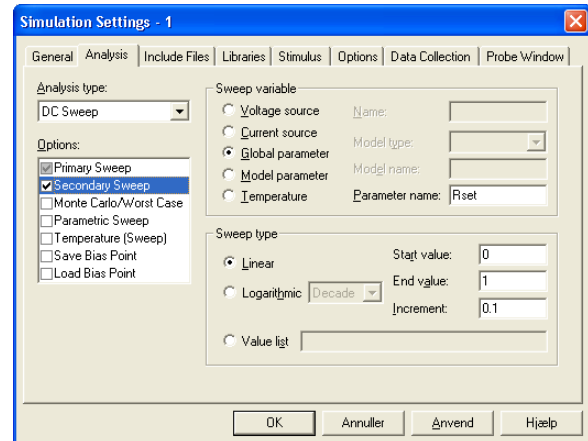 Simulation Settings - 1
General Analysis Include Files Libraries Stimulus Options Data Collection Probe Window
Analysis type:
DC Sweep
Options:
Primary Sweep
Secondary Sweep
Monte Carlo/Worst Case
Parametric Sweep
Temperature (Sweep)
Save Bias Point
Load Bias Point
Sweep variable
Voltage source
Name:
Current source
Model type:
Global parameter
Model parameter
Model name:
Temperature
Parameter name: Rset
Sweep type
Linear
Logarithmic Decade
Start value: 0
End value: 1
Increment: 0.1
Value list
OK Annuller Anvend Hjælp